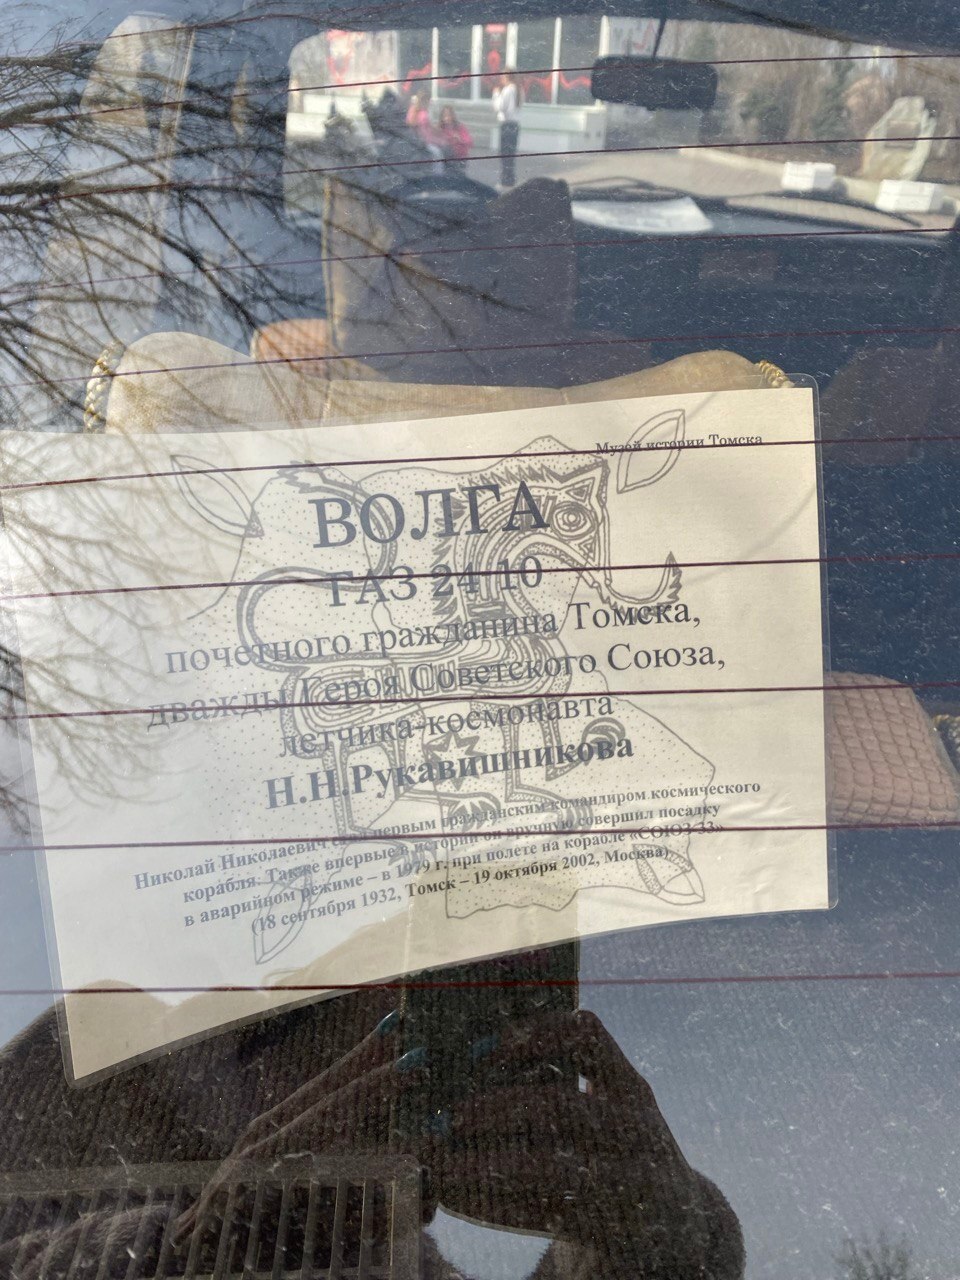 Музей истории Томска
ВОЛГА
ГАЗ 24 10
почетного гражданина Томска,
дважды Героя Советского Союза,
летчика-космонавта
Н.Н.Рукавишникова
Николай Николаевич первым гражданским командиром космического
корабля. Также впервые в истории он вручную совершил посадку
в аварийном режиме – в 1979 г. при полете на корабле «СОЮЗ-33»
(18 сентября 1932, Томск – 19 октября 2002, Москва)